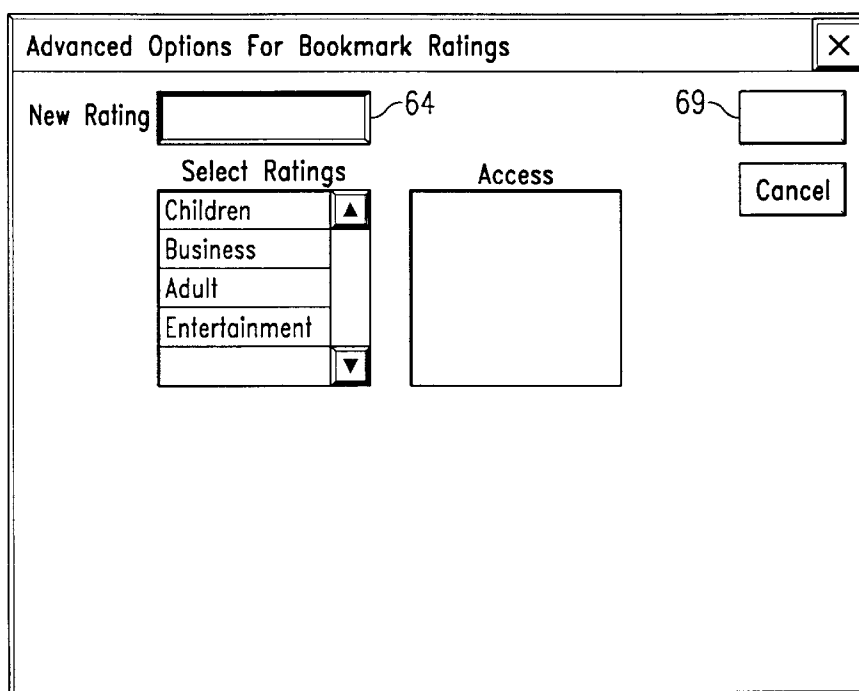 Advanced Options For Bookmark Ratings
New Rating 64 69
Select Ratings Access Cancel
Children
Business
Adult
Entertainment